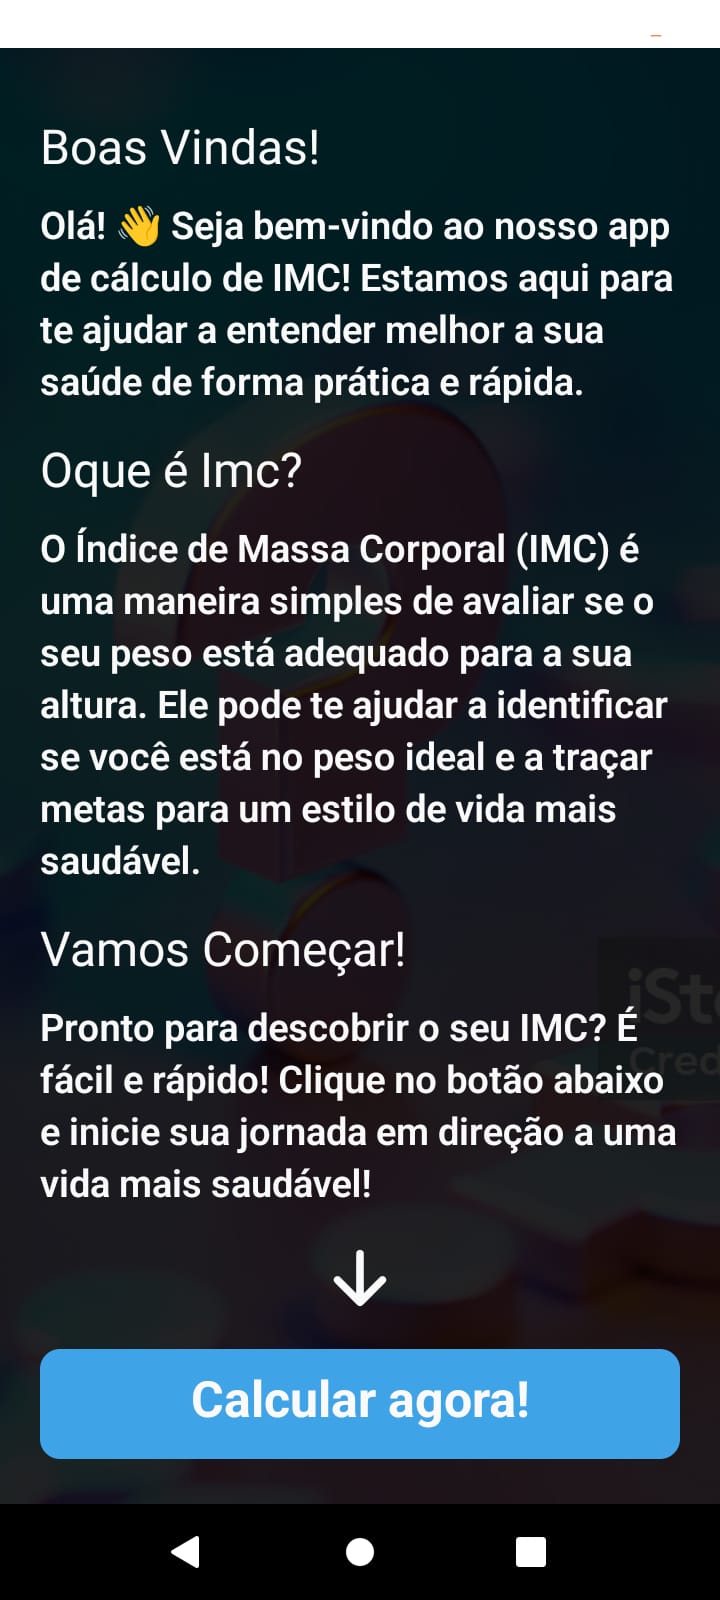 Boas Vindas!
Olá! 👋 Seja bem-vindo ao nosso app
de cálculo de IMC! Estamos aqui para
te ajudar a entender melhor a sua
saúde de forma prática e rápida.
Oque é Imc?
O Índice de Massa Corporal (IMC) é
uma maneira simples de avaliar se o
seu peso está adequado para a sua
altura. Ele pode te ajudar a identificar
se você está no peso ideal e a traçar
metas para um estilo de vida mais
saudável.
Vamos Começar!
iSt
Pronto para descobrir o seu IMC? É
Cred
fácil e rápido! Clique no botão abaixo
e inicie sua jornada em direção a uma
vida mais saudável!
Calcular agora!